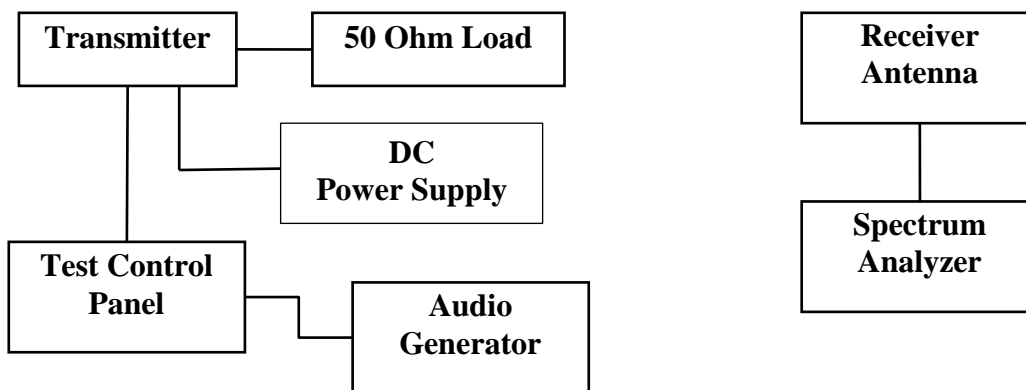 Transmitter
50 Ohm Load
Receiver
Antenna
DC
Power Supply
Test Control
Panel
Audio
Generator
Spectrum
Analyzer